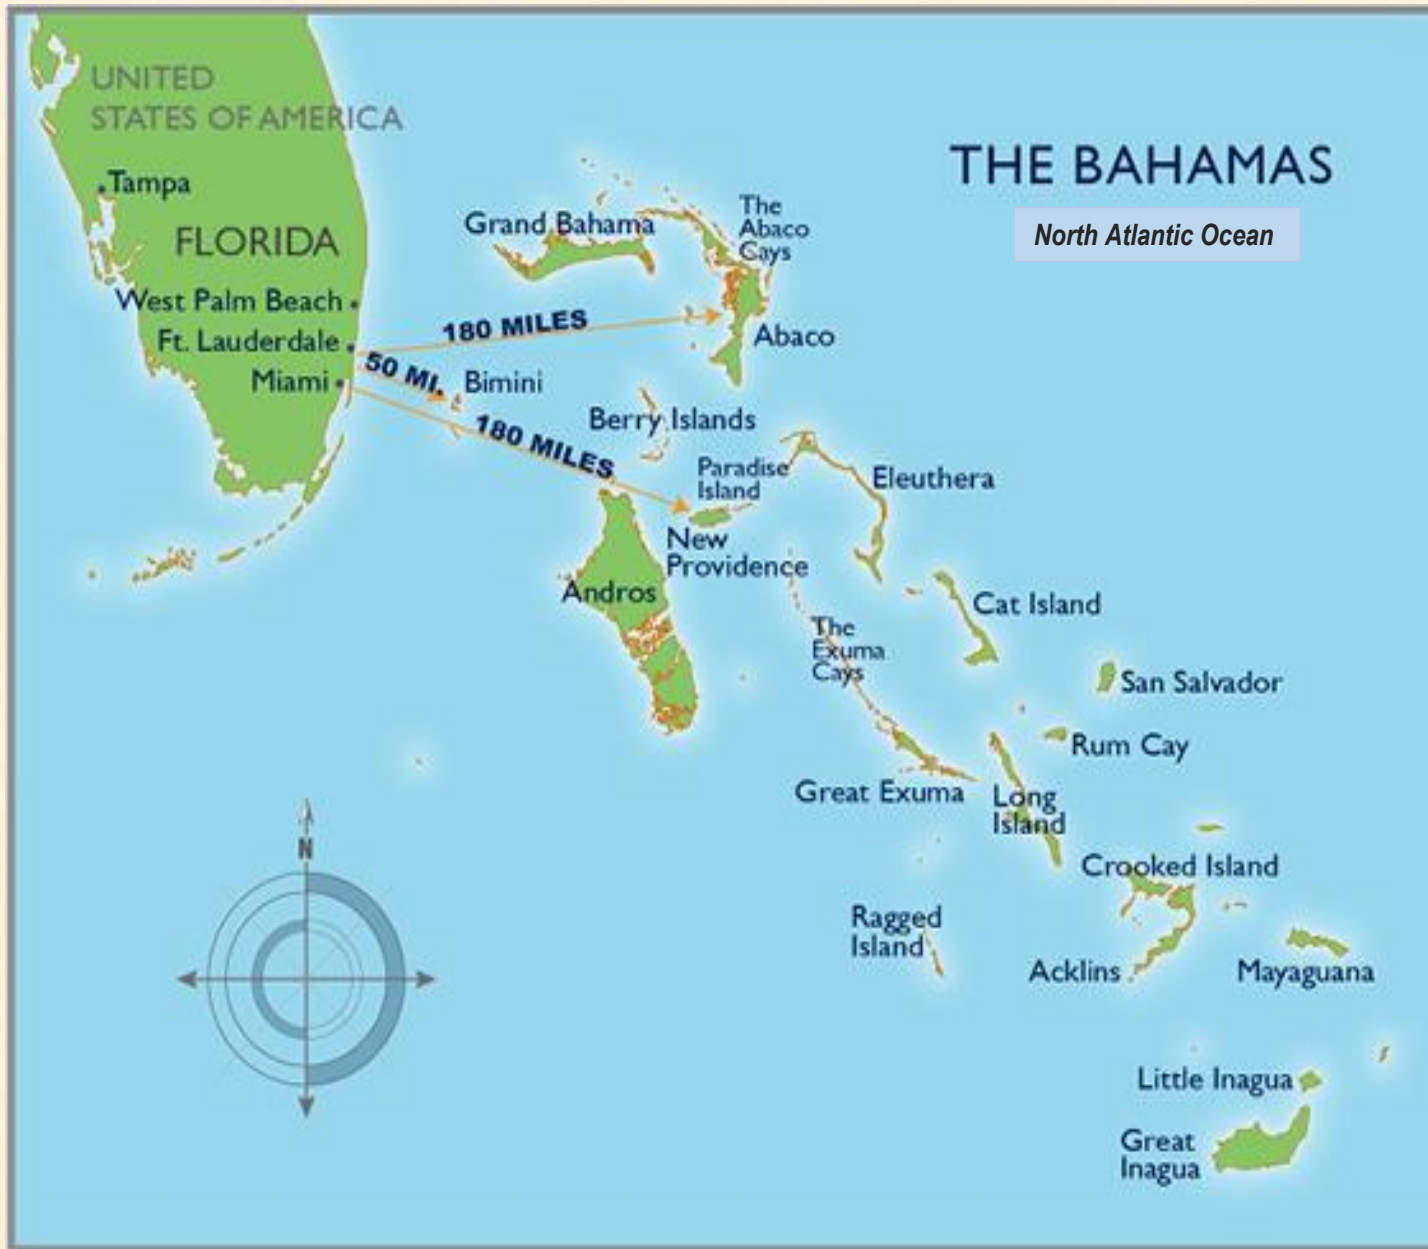 UNITED
STATES OF AMERICA
THE BAHAMAS
North Atlantic Ocean
Tampa
FLORIDA
Grand Bahama
The
Abaco
Cays
West Palm Beach
Ft. Lauderdale
Miami
180 MILES
Abaco
50 MI.
Bimini
Berry Islands
180 MILES
Paradise
Island
Eleuthera
New
Providence
Andros
Cat Island
The
Exuma
Cays
San Salvador
Rum Cay
Great Exuma
Long
Island
N
Crooked Island
Ragged
Island
Acklins
Mayaguana
Little Inagua
Great
Inagua